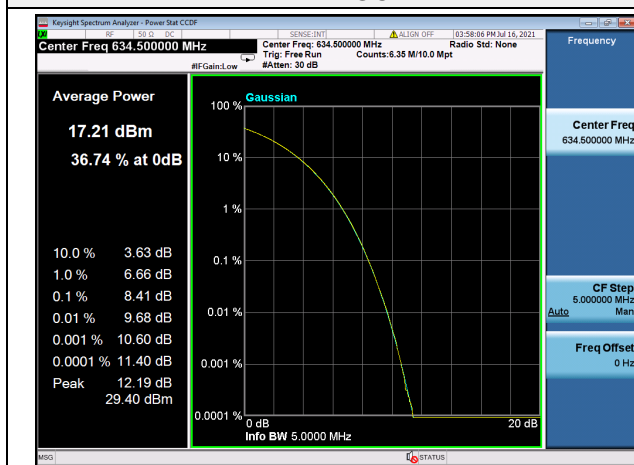 Keysight Spectrum Analyzer - Power Stat CCDF
LXI RF 50 Ω DC SENSE:INT ALIGN OFF 03:58:06 PM Jul 16, 2021
Center Freq 634.500000 MHz
Center Freq: 634.500000 MHz Radio Std: None
Trig: Free Run Counts:6.35 M/10.0 Mpt
#IFGain:Low #Atten: 30 dB
Frequency
Average Power
17.21 dBm
36.74 % at 0dB
10.0 % 3.63 dB
1.0 % 6.66 dB
0.1 % 8.41 dB
0.01 % 9.68 dB
0.001 % 10.60 dB
0.0001 % 11.40 dB
Peak 12.19 dB
29.40 dBm
Gaussian
100 %
10 %
1 %
0.1 %
0.01 %
0.001 %
0.0001 %
0 dB 20 dB
Info BW 5.0000 MHz
Center Freq
634.500000 MHz
CF Step
5.000000 MHz
Auto Man
Freq Offset
0 Hz
MSG STATUS